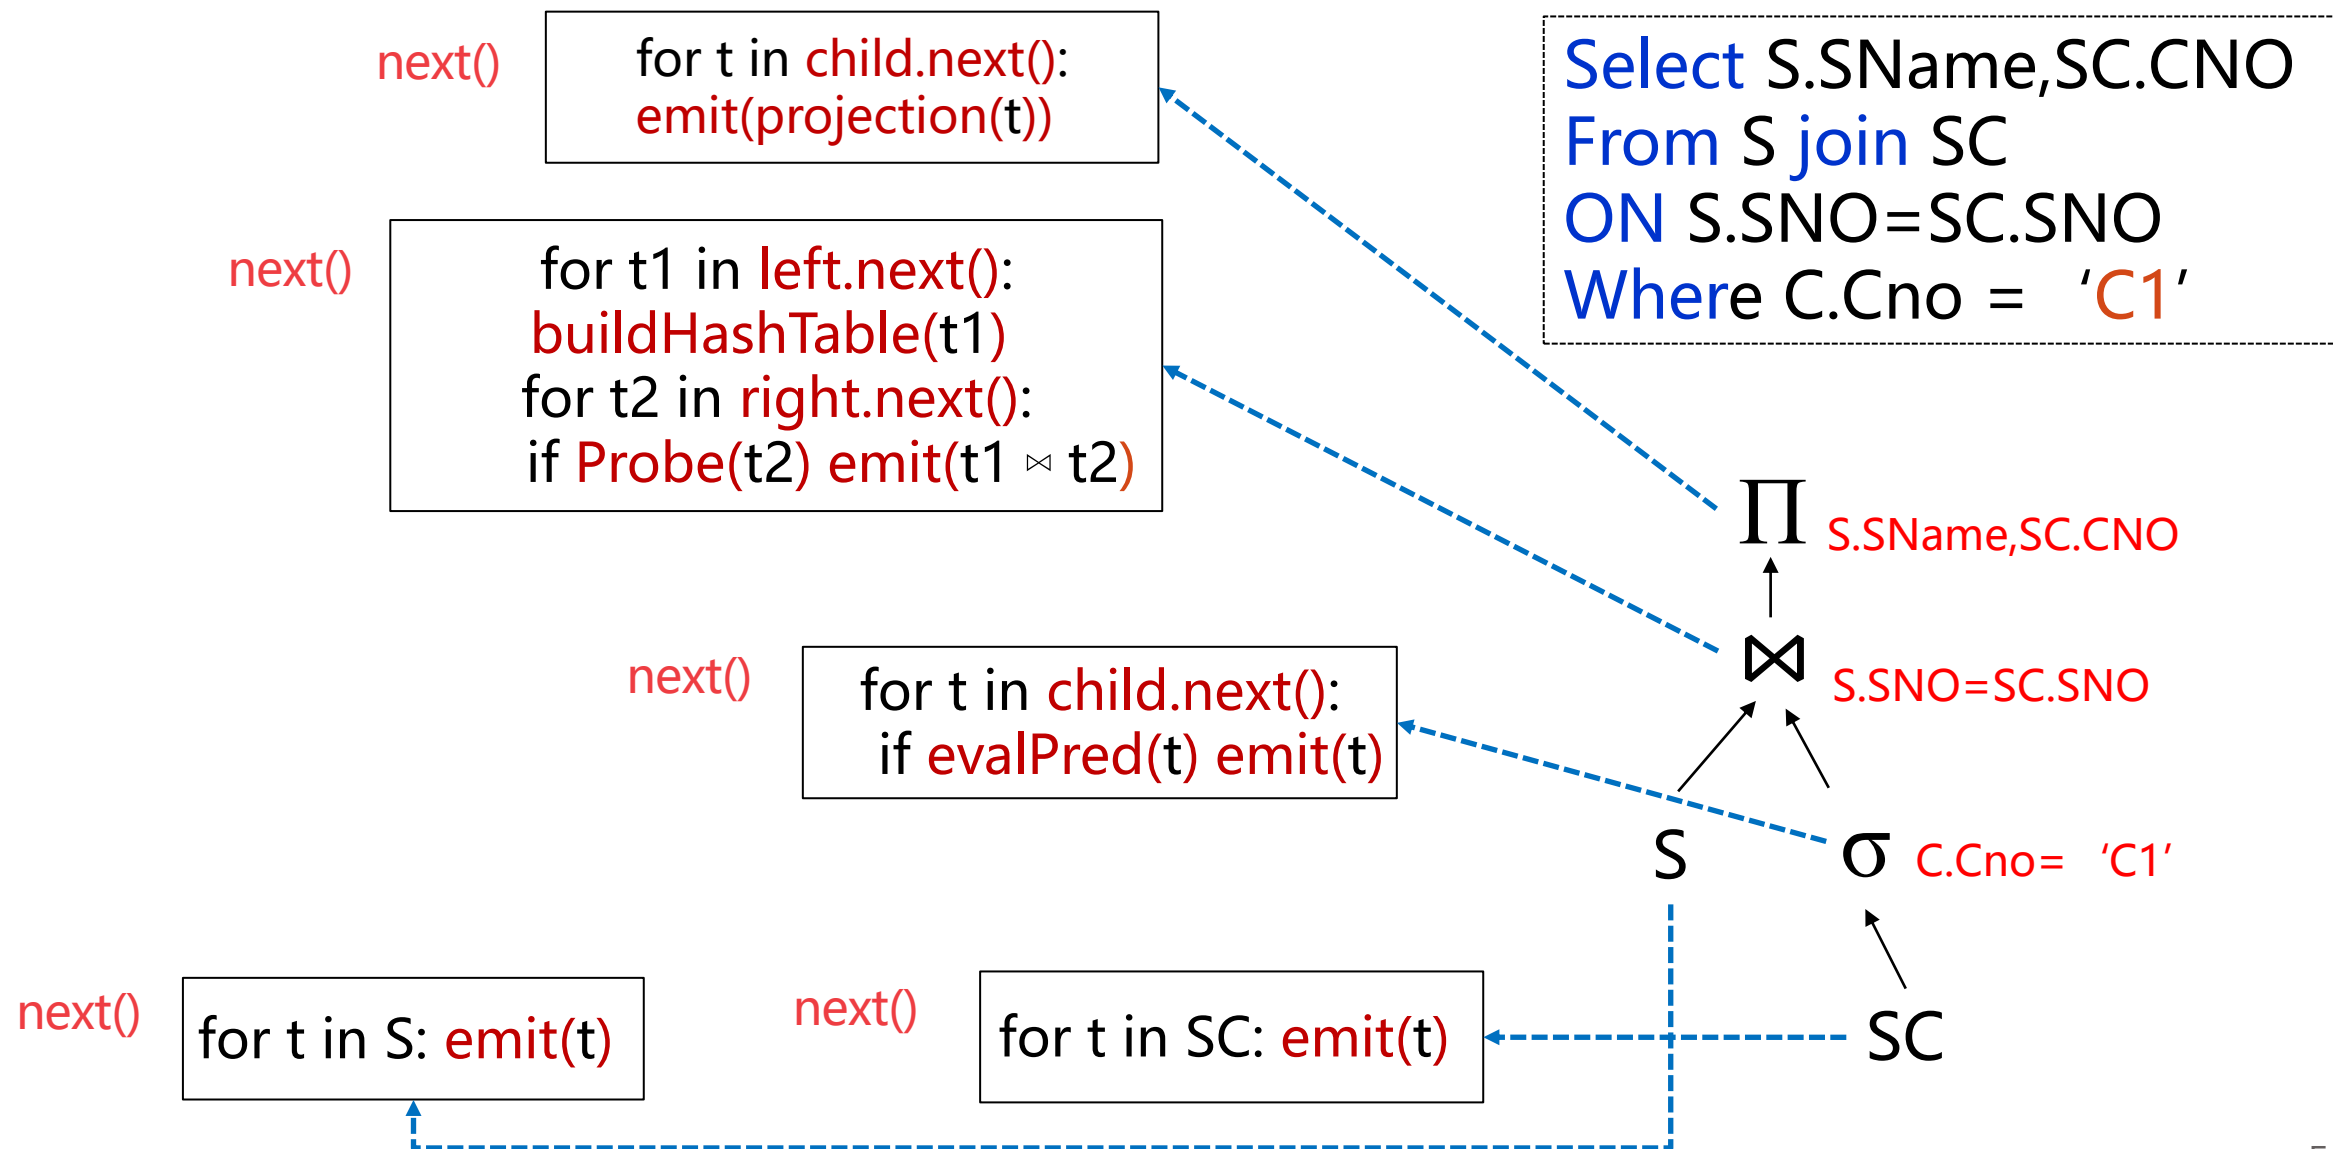 next()
for t in child.next():
emit(projection(t))
Select S.SName,SC.CNO
From S join SC
ON S.SNO=SC.SNO
Where C.Cno = ‘C1’
next()
for t1 in left.next():
buildHashTable(t1)
for t2 in right.next():
if Probe(t2) emit(t1 ⋈ t2)
∏ S.SName,SC.CNO
⋈ S.SNO=SC.SNO
next()
for t in child.next():
if evalPred(t) emit(t)
S
σ C.Cno= ‘C1’
next()
for t in S: emit(t)
next()
for t in SC: emit(t)
SC